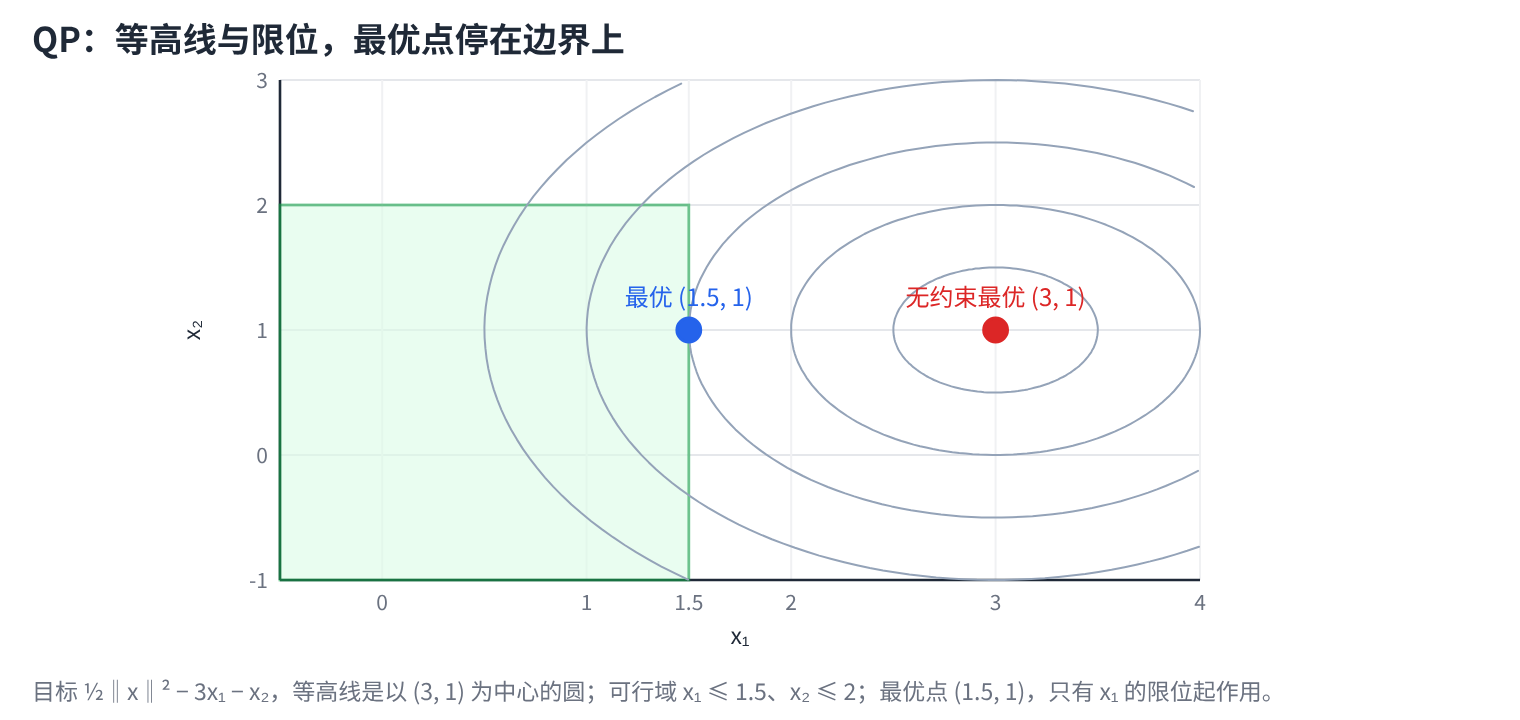 QP：等高线与限位，最优点停在边界上
3
2
1
0
-1
x₂
最优 (1.5, 1)
无约束最优 (3, 1)
0 1 1.5 2 3 4
x₁
目标 ½ ‖ x ‖ ² − 3x₁ − x₂，等高线是以 (3, 1) 为中心的圆；可行域 x₁ ⩽ 1.5、x₂ ⩽ 2；最优点 (1.5, 1)，只有 x₁ 的限位起作用。